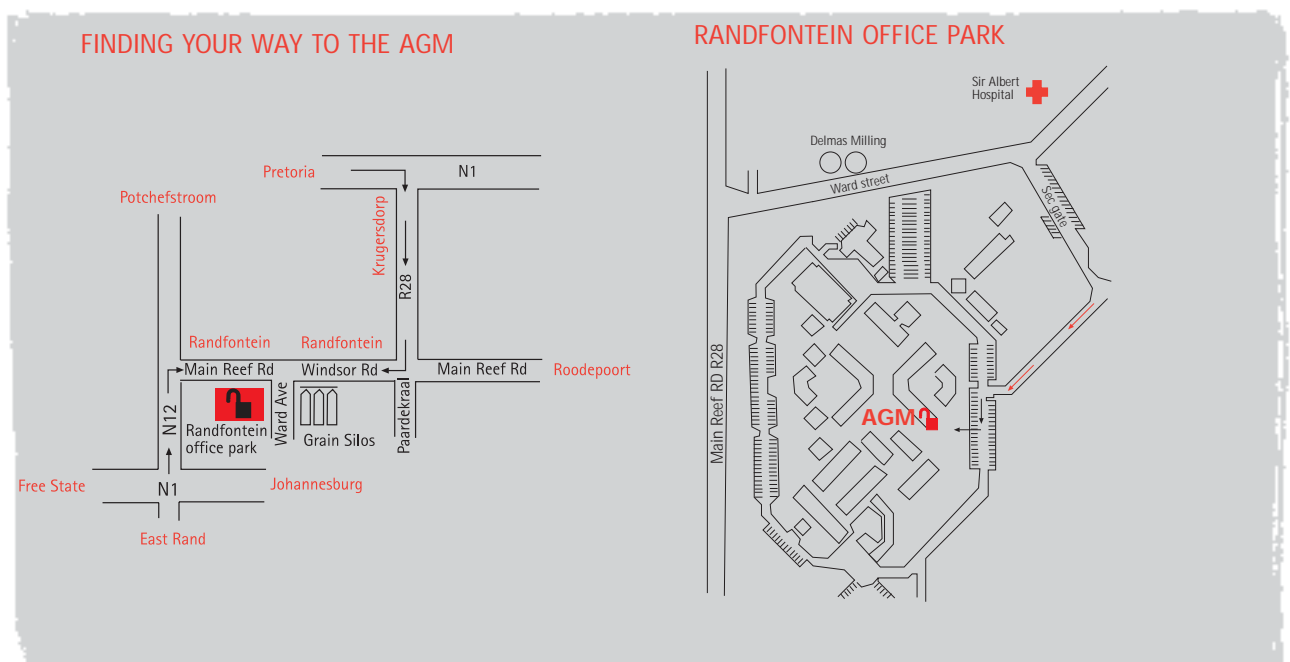 FINDING YOUR WAY TO THE AGM
Pretoria
N1
Potchefstroom
Krugersdorp
R28
Randfontein
Randfontein
Main Reef Rd
Windsor Rd
Main Reef Rd
Roodepoort
N12
Ward Ave
Paardekraal
Randfontein
office park
Grain Silos
Free State
N1
Johannesburg
East Rand
RANDFONTEIN OFFICE PARK
Sir Albert
Hospital
Delmas Milling
Ward street
Sec gate
Main Reef RD R28
AGM